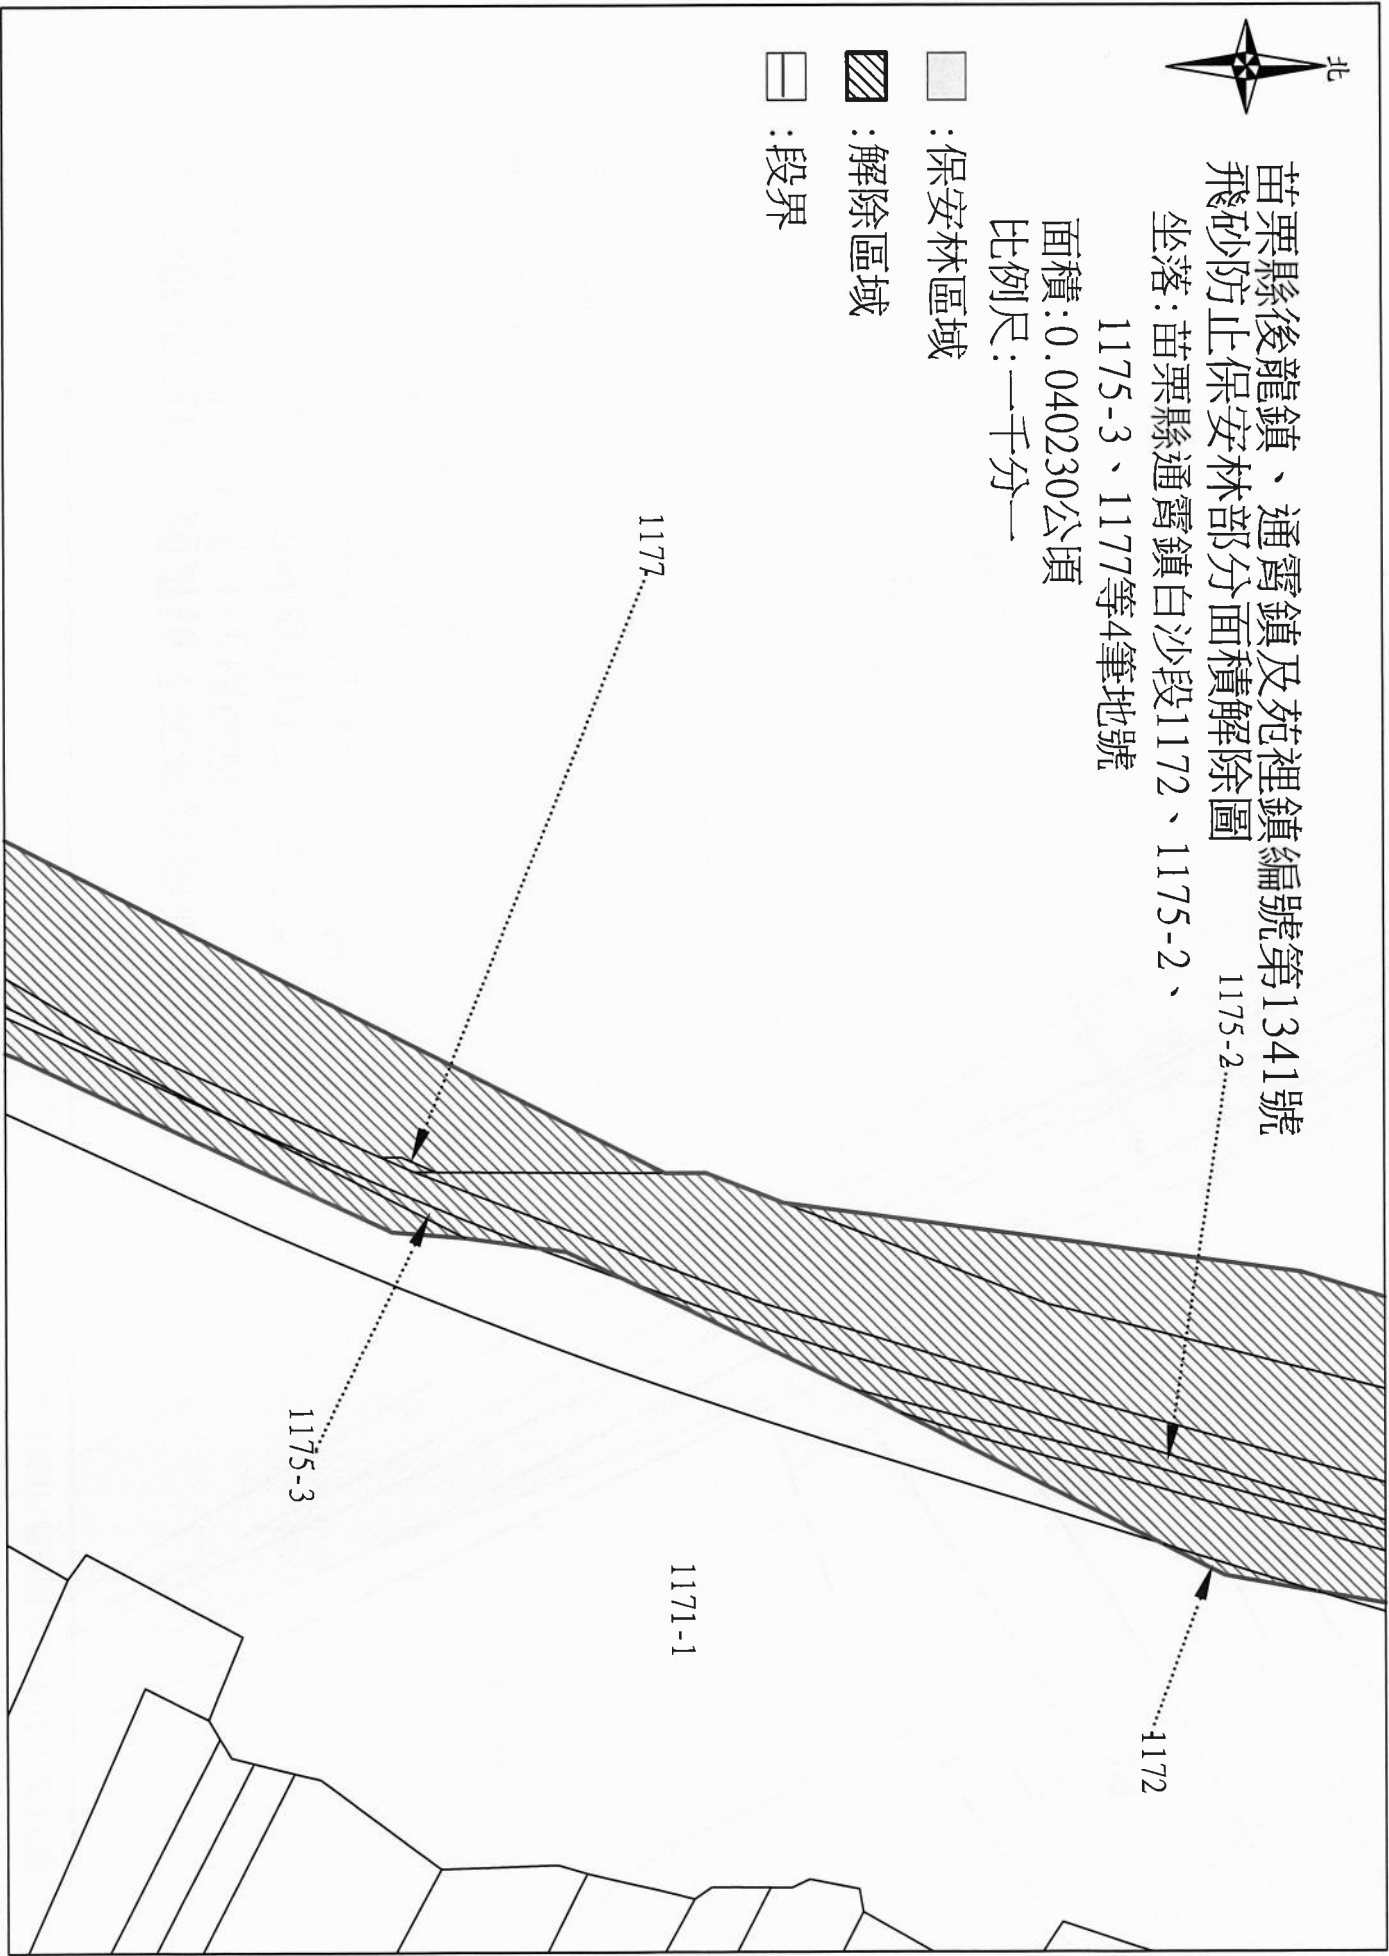 北
苗栗縣後龍鎮、通霄鎮及苑裡鎮編號第1341號
飛砂防止保安林部分面積解除圖
坐落:苗栗縣通霄鎮白沙段1172、1175-2、
1175-3、1177等4筆地號
面積:0.040230公頃
比例尺:一千分一
:保安林區域
:解除區域
:段界
1175-2
1177
1172
1171-1
1175-3